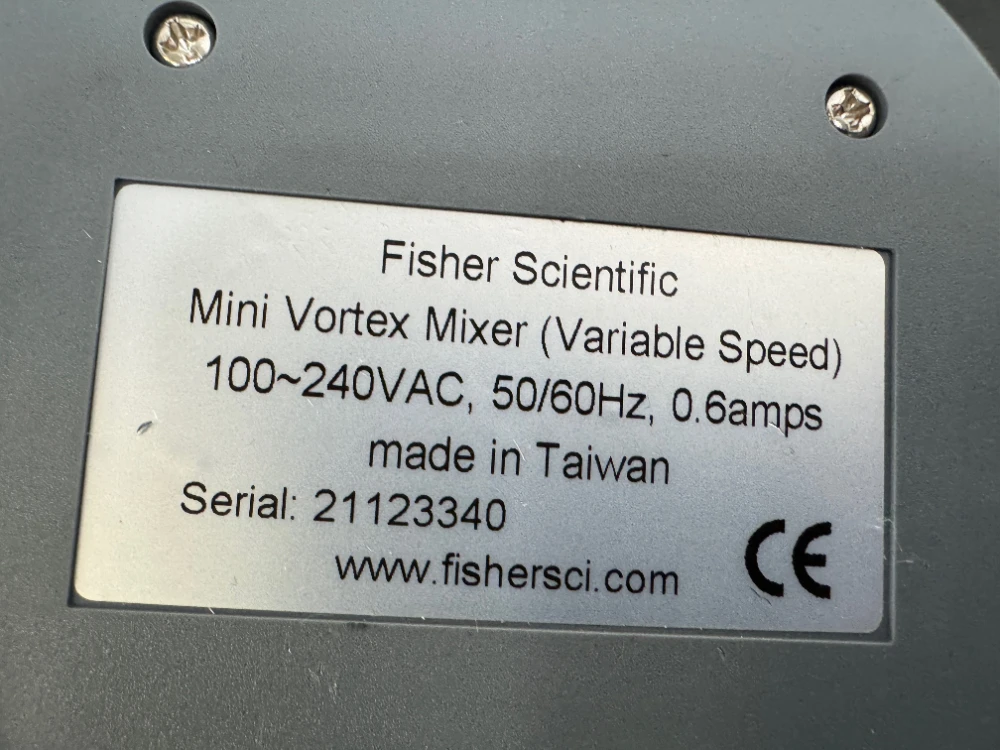 Fisher Scientific
Mini Vortex Mixer (Variable Speed)
100~240VAC, 50/60Hz, 0.6amps
made in Taiwan
Serial: 21123340
www.fishersci.com
CE